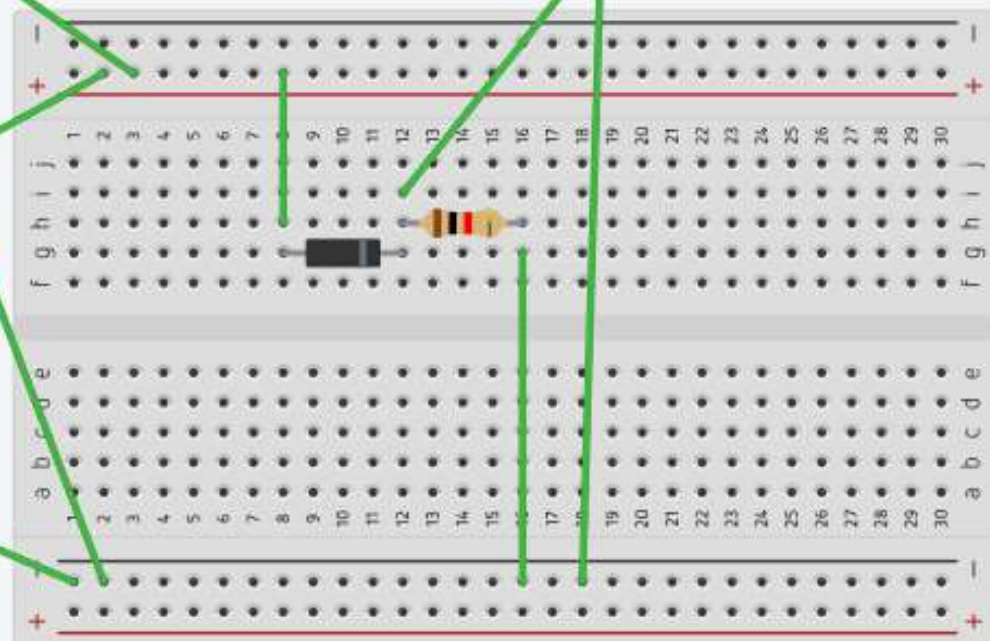 − −
+ +
1 2 3 4 5 6 7 8 9 10 11 12 13 14 15 16 17 18 19 20 21 22 23 24 25 26 27 28 29 30
j j
i i
h h
g g
f f
e e
d d
c c
b b
a a
1 2 3 4 5 6 7 8 9 10 11 12 13 14 15 16 17 18 19 20 21 22 23 24 25 26 27 28 29 30
− −
+ +